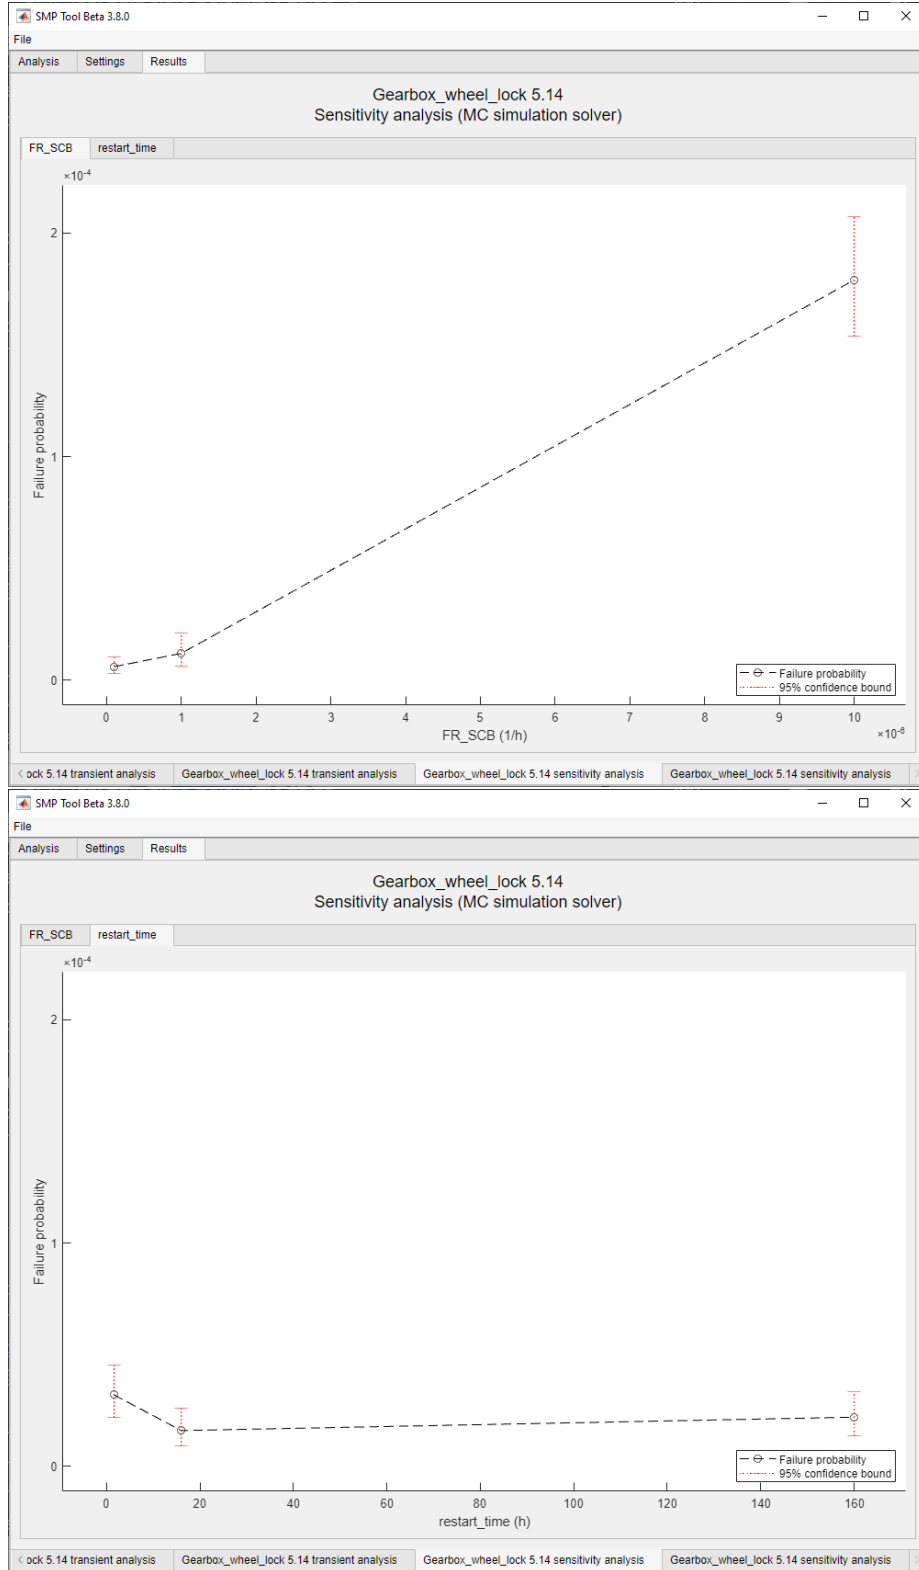 SMP Tool Beta 3.8.0
File
Analysis Settings Results
Gearbox_wheel_lock 5.14
Sensitivity analysis (MC simulation solver)
FR_SCB restart_time
×10⁻⁴
2
1
0
Failure probability
0 1 2 3 4 5 6 7 8 9 10
FR_SCB (1/h)
×10⁻⁶
Failure probability
95% confidence bound
ock 5.14 transient analysis Gearbox_wheel_lock 5.14 transient analysis Gearbox_wheel_lock 5.14 sensitivity analysis Gearbox_wheel_lock 5.14 sensitivity analysis
SMP Tool Beta 3.8.0
File
Analysis Settings Results
Gearbox_wheel_lock 5.14
Sensitivity analysis (MC simulation solver)
FR_SCB restart_time
×10⁻⁴
2
1
0
Failure probability
0 20 40 60 80 100 120 140 160
restart_time (h)
Failure probability
95% confidence bound
ock 5.14 transient analysis Gearbox_wheel_lock 5.14 transient analysis Gearbox_wheel_lock 5.14 sensitivity analysis Gearbox_wheel_lock 5.14 sensitivity analysis